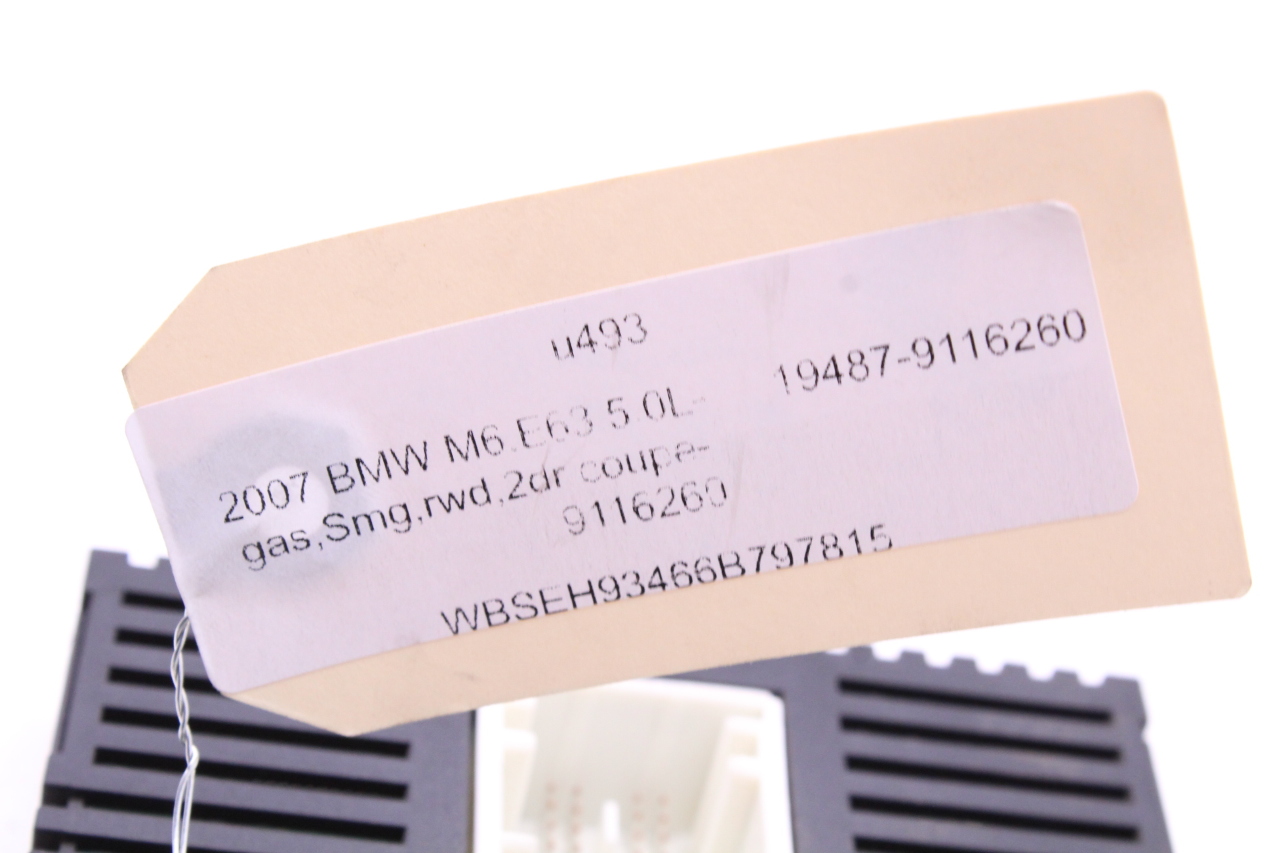 u493
19487-9116260
2007 BMW M6.E63 5.0L-
gas,Smg,rwd,2dr coupe-
9116260
WBSEH93466B797815